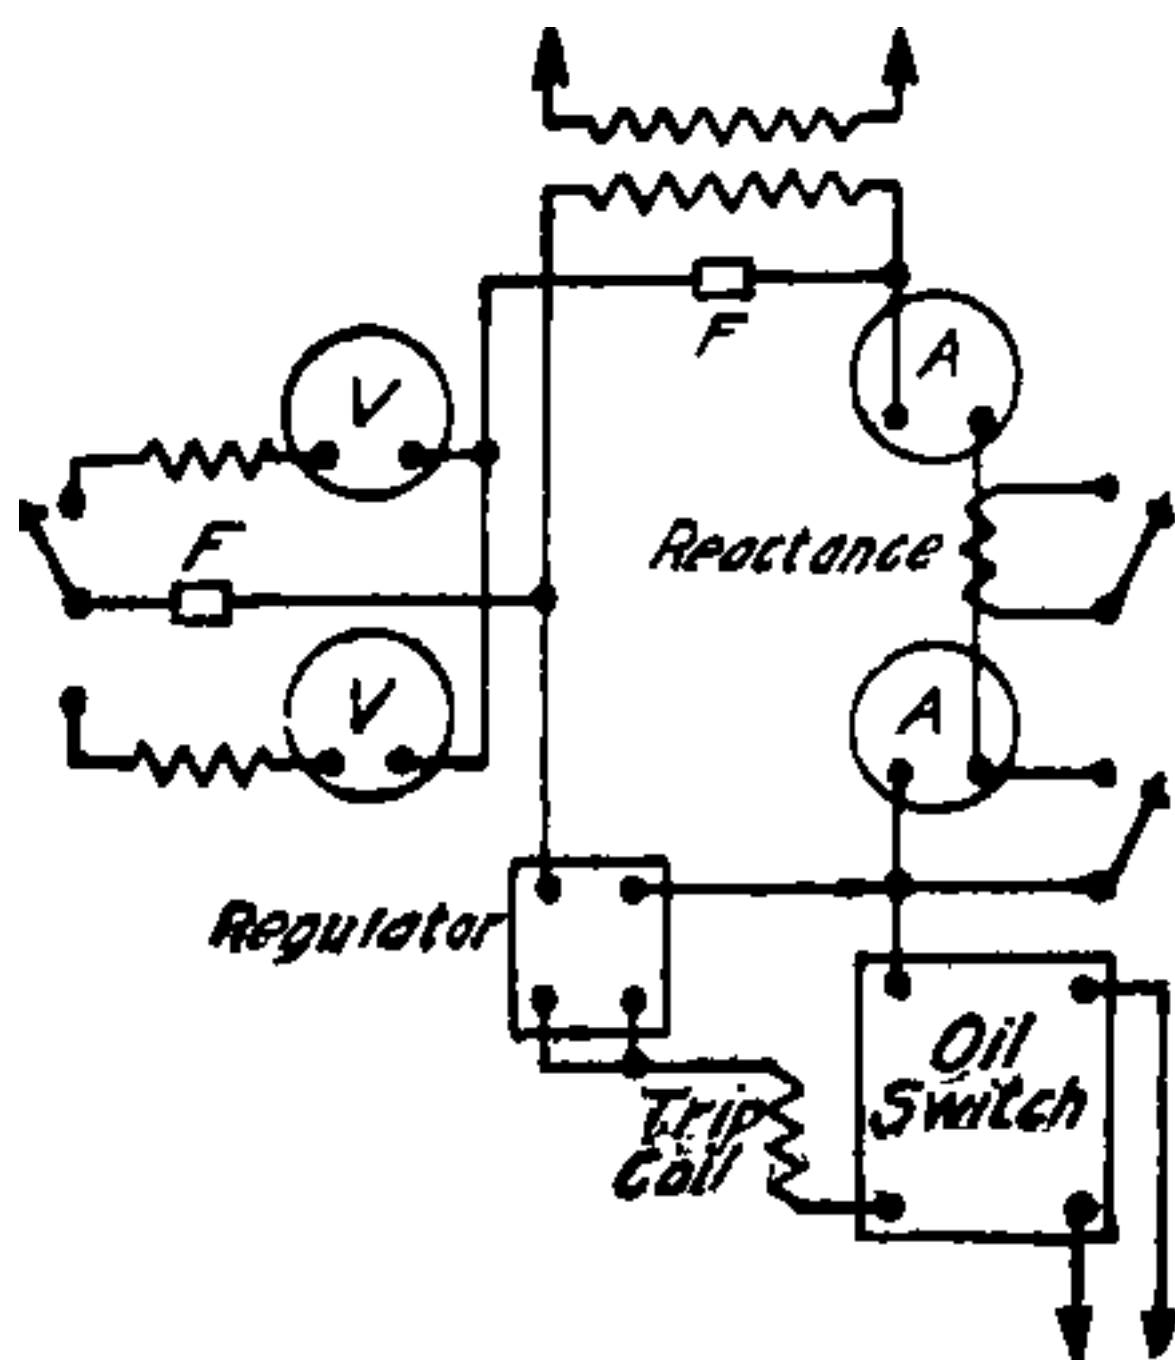 F
A
V
Reactance
F
V
A
Regulator
Oil
Switch
Trip
Coil